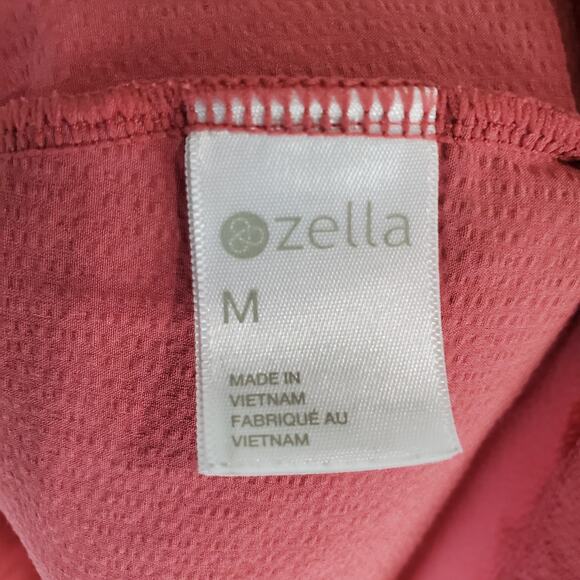 zella
M
MADE IN
VIETNAM
FABRIQUÉ AU
VIETNAM